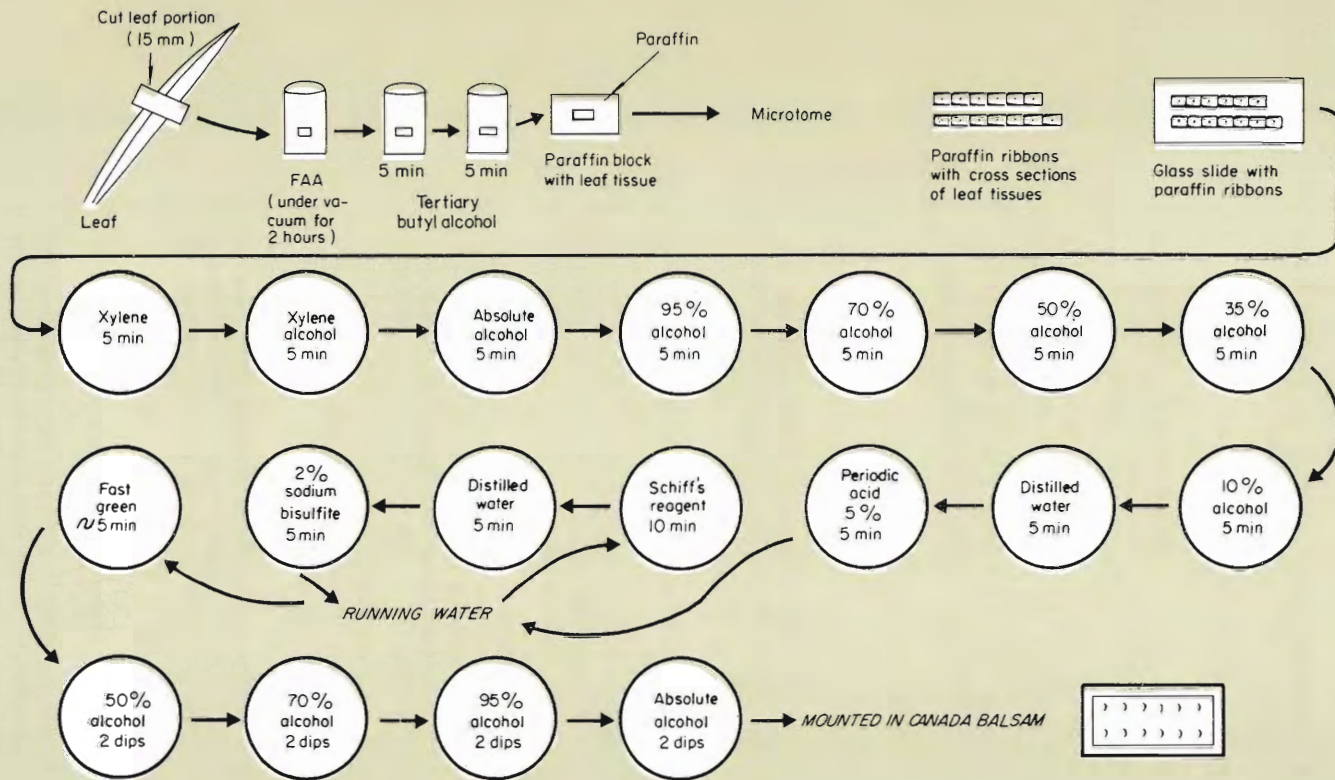 Cut leaf portion
( 15 mm )
Leaf
FAA
( under va-
cuum for
2 hours )
5 min
5 min
Tertiary
butyl alcohol
Paraffin
Paraffin block
with leaf tissue
Microtome
Paraffin ribbons
with cross sections
of leaf tissues
Glass slide with
paraffin ribbons
Xylene
5 min
Xylene
alcohol
5 min
Absolute
alcohol
5 min
95%
alcohol
5 min
70%
alcohol
5 min
50%
alcohol
5 min
35%
alcohol
5 min
10%
alcohol
5 min
Distilled
water
5 min
Periodic
acid
5%
5 min
RUNNING WATER
Schiff's
reagent
10 min
Distilled
water
5 min
2%
sodium
bisulfite
5 min
Fast
green
~5 min
50%
alcohol
2 dips
70%
alcohol
2 dips
95%
alcohol
2 dips
Absolute
alcohol
2 dips
MOUNTED IN CANADA BALSAM